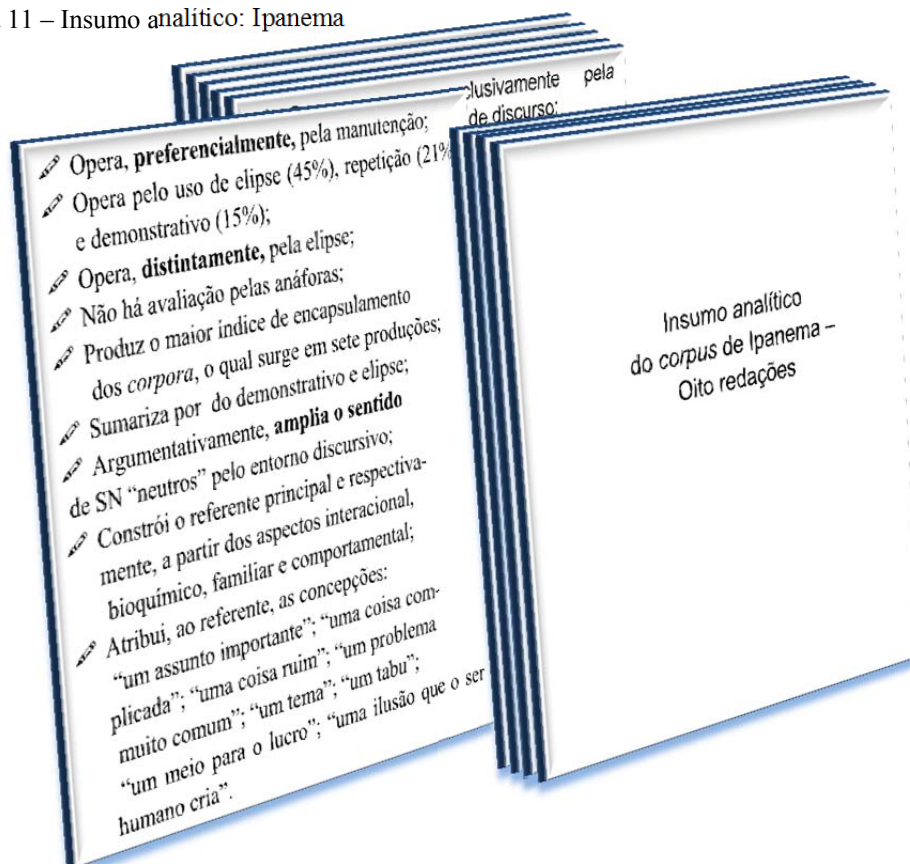 11 – Insumo analítico: Ipanema
pela
de discurso:
Opera, preferencialmente, pela manutenção;
Opera pelo uso de elipse (45%), repetição (21%
e demonstrativo (15%);
Opera, distintamente, pela elipse;
Não há avaliação pelas anáforas;
Produz o maior índice de encapsulamento
dos corpora, o qual surge em sete produções;
Sumariza por do demonstrativo e elipse;
Argumentativamente, amplia o sentido
de SN “neutros” pelo entorno discursivo;
Constrói o referente principal e respectiva-
mente, a partir dos aspectos interacional,
bioquímico, familiar e comportamental;
Atribui, ao referente, as concepções:
“um assunto importante”; “uma coisa com-
plicada”; “uma coisa ruim”; “um problema
muito comum”; “um tema”; “um tabu”;
“um meio para o lucro”; “uma ilusão que o ser
humano cria”.
Insumo analítico
do corpus de Ipanema –
Oito redações